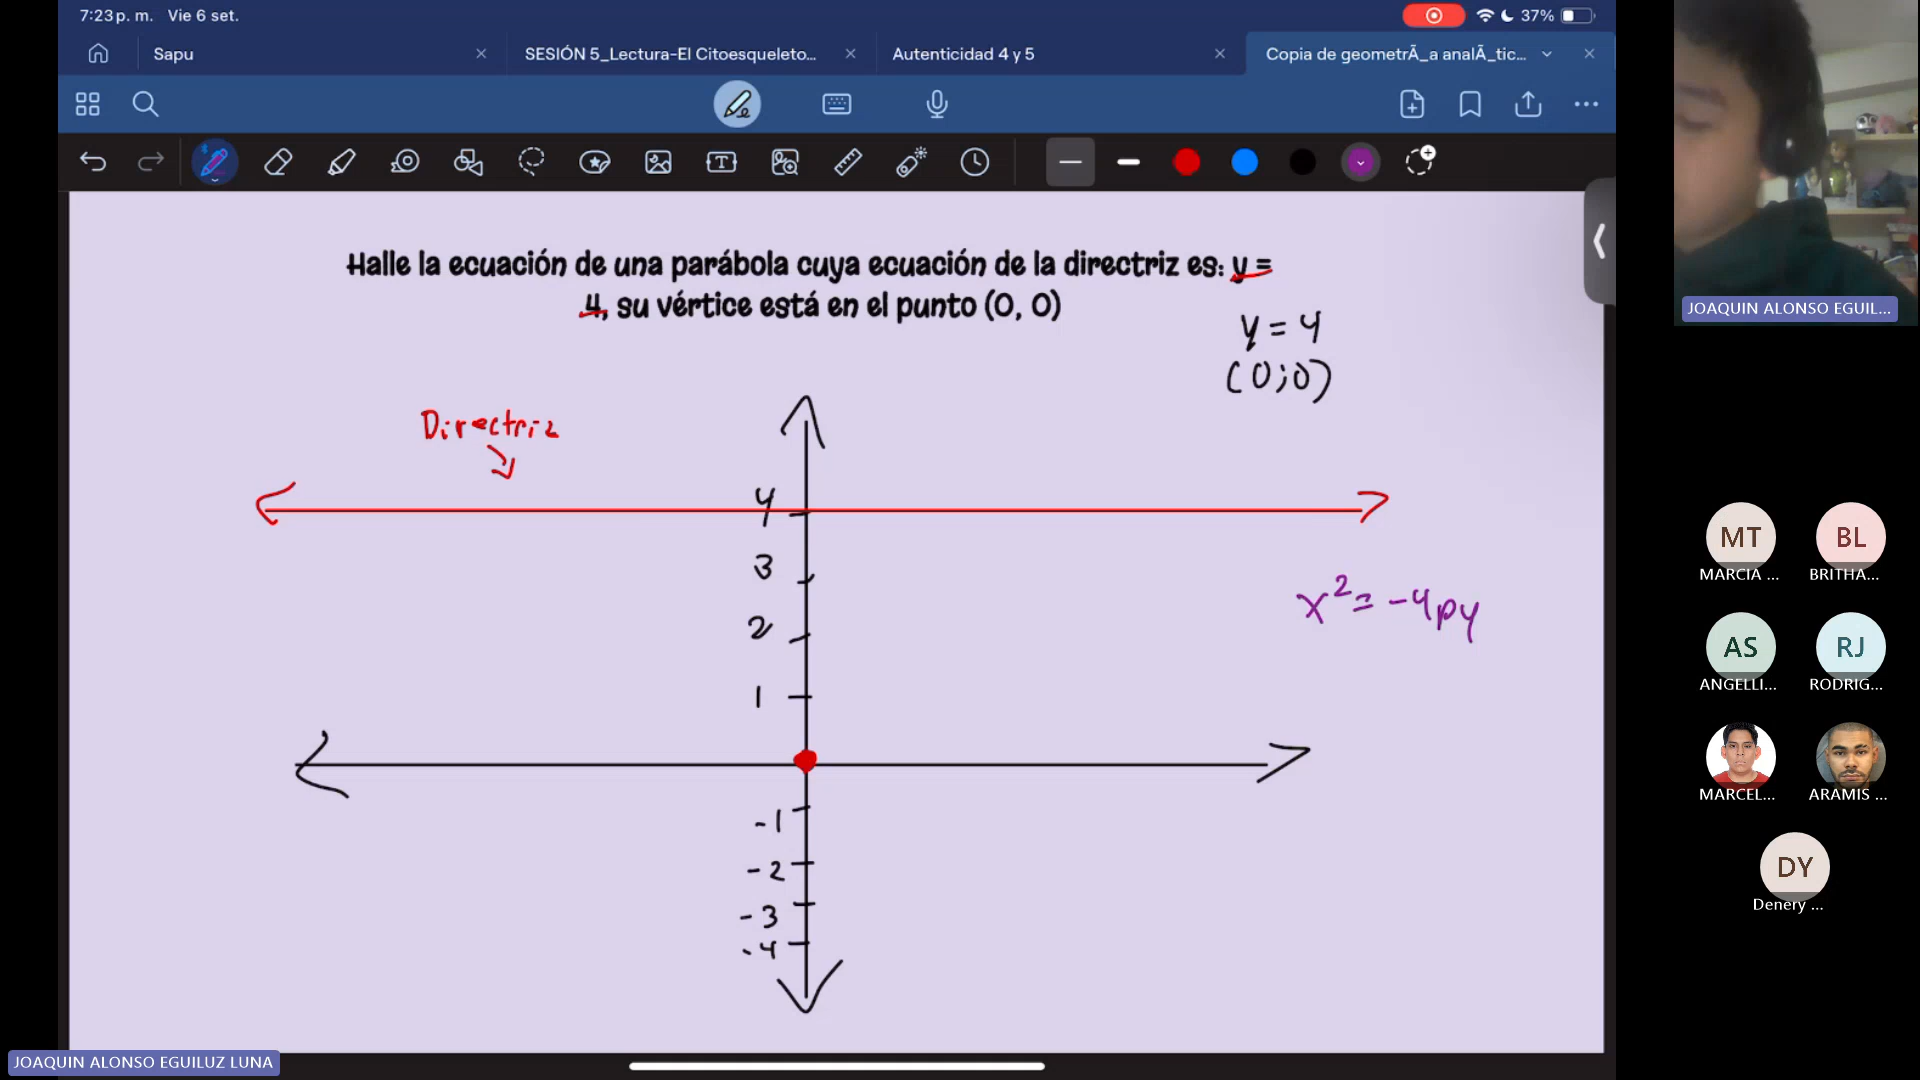 7:23 p. m. Vie 6 set.
37%
Sapu
SESIÓN 5_Lectura-El Citoesqueleto...
Autenticidad 4 y 5
Copia de geometrÃ_a analÃ_tic...
Halle la ecuación de una parábola cuya ecuación de la directriz es: y =
4, su vértice está en el punto (0, 0)
y = 4
(0;0)
Directriz
4
3
2
1
-1
-2
-3
-4
x² = -4py
JOAQUIN ALONSO EGUIL...
MT
MARCIA ...
BL
BRITHA...
AS
ANGELLI...
RJ
RODRIG...
MARCEL...
ARAMIS ...
DY
Denery ...
JOAQUIN ALONSO EGUILUZ LUNA